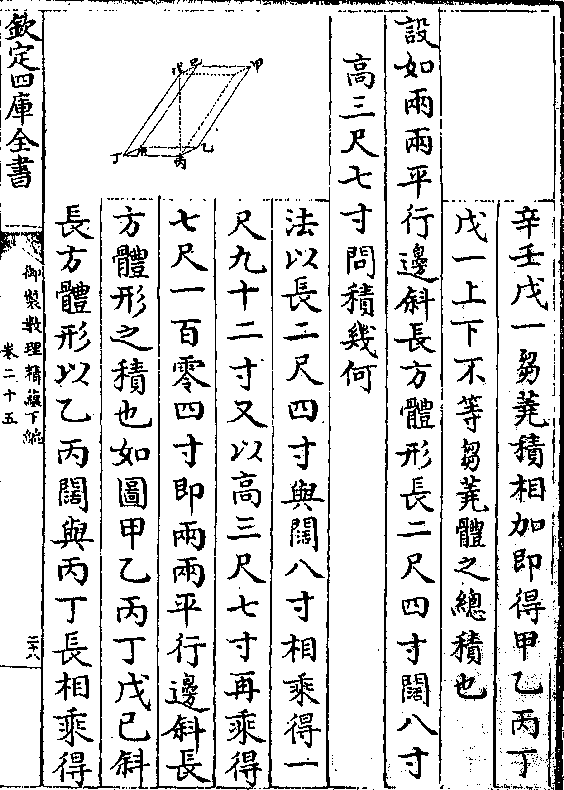 辛壬戊一芻蕘積相加即得甲乙丙丁
戊一上下不等芻蕘體之總積也
設如兩兩平行邊斜長方體形長二尺四寸闊八寸
高三尺七寸問積幾何
法以長二尺四寸與闊八寸相乘得一
尺九十二寸又以高三尺七寸再乘得
七尺一百零四寸即兩兩平行邊斜長
方體形之積也如圖甲乙丙丁戊己斜
長方體形以乙丙闊與丙丁長相乘得
甲
己
戊
乙
丙
丁
欽定四庫全書
御製數理精蘊下編
卷二十五
二十八